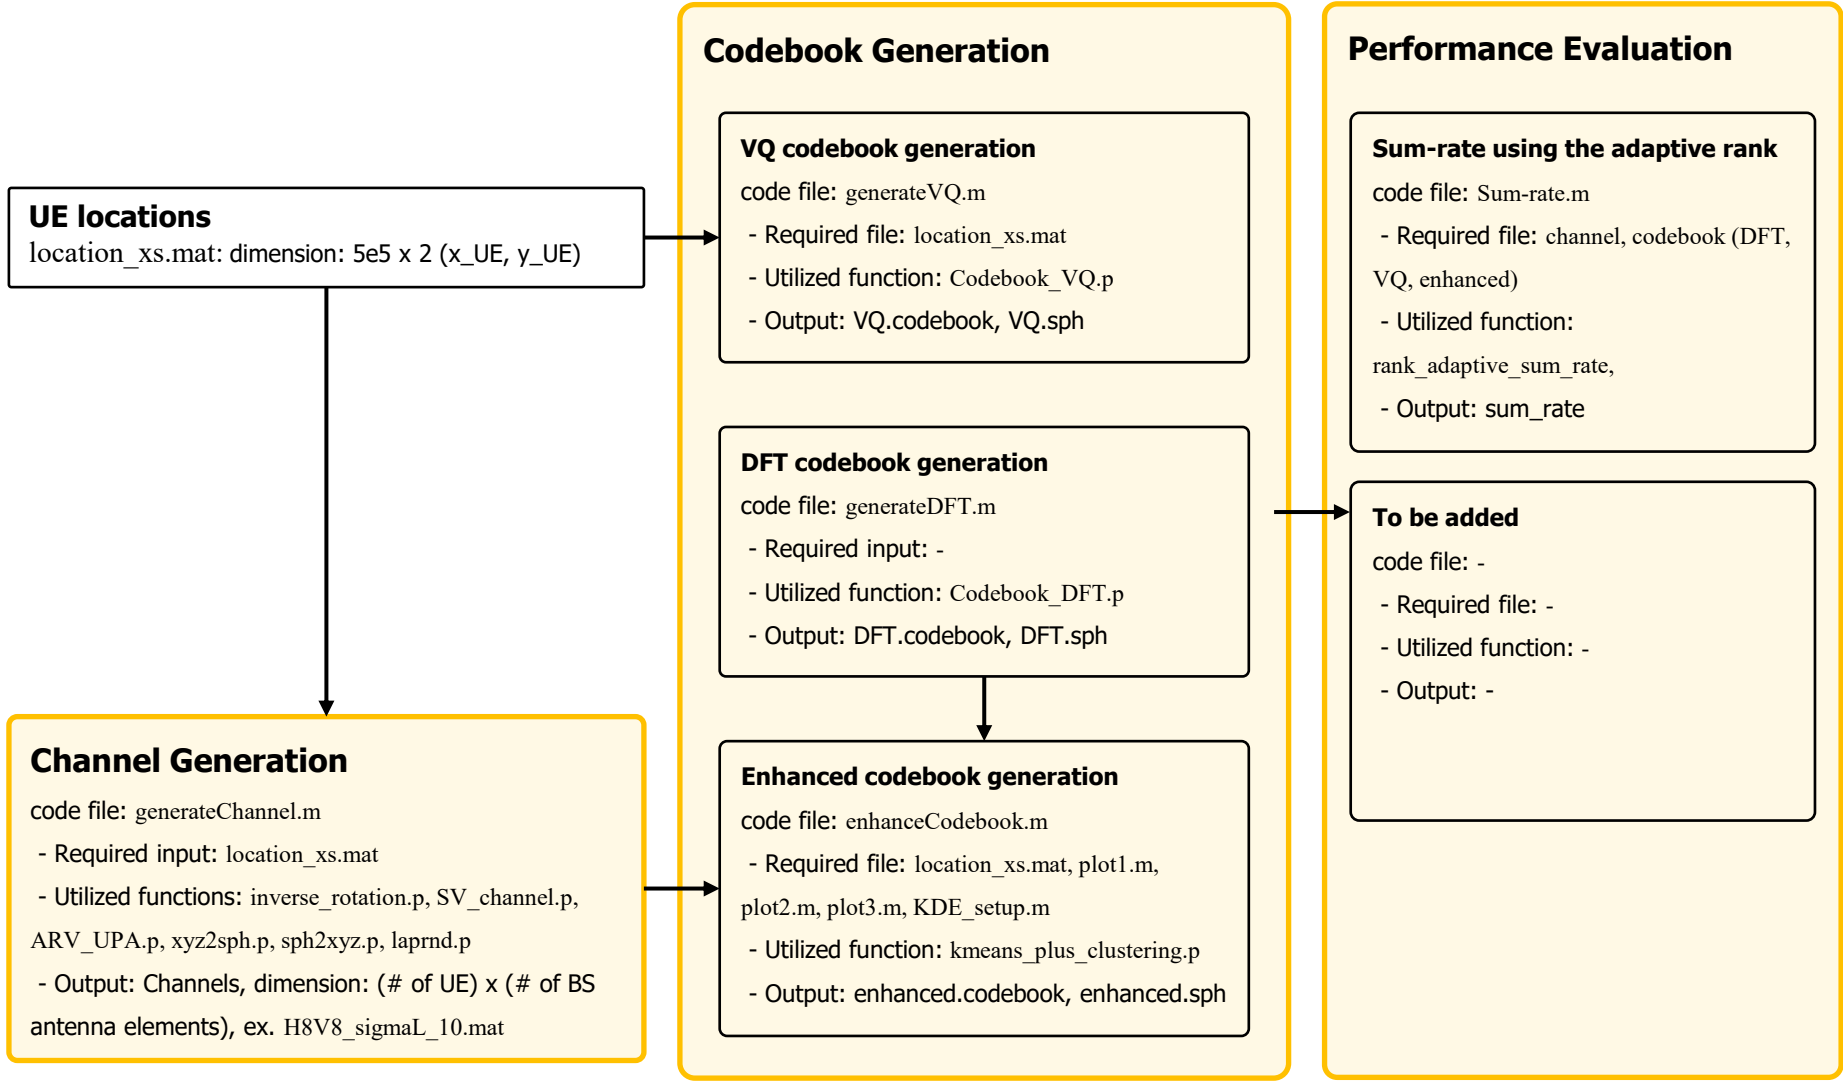 UE locations
location_xs.mat: dimension: 5e5 x 2 (x_UE, y_UE)
Channel Generation
code file: generateChannel.m
- Required input: location_xs.mat
- Utilized functions: inverse_rotation.p, SV_channel.p,
ARV_UPA.p, xyz2sph.p, sph2xyz.p, laprnd.p
- Output: Channels, dimension: (# of UE) x (# of BS
antenna elements), ex. H8V8_sigmaL_10.mat
Codebook Generation
VQ codebook generation
code file: generateVQ.m
- Required file: location_xs.mat
- Utilized function: Codebook_VQ.p
- Output: VQ.codebook, VQ.sph
DFT codebook generation
code file: generateDFT.m
- Required input: -
- Utilized function: Codebook_DFT.p
- Output: DFT.codebook, DFT.sph
Enhanced codebook generation
code file: enhanceCodebook.m
- Required file: location_xs.mat, plot1.m,
plot2.m, plot3.m, KDE_setup.m
- Utilized function: kmeans_plus_clustering.p
- Output: enhanced.codebook, enhanced.sph
Performance Evaluation
Sum-rate using the adaptive rank
code file: Sum-rate.m
- Required file: channel, codebook (DFT,
VQ, enhanced)
- Utilized function:
rank_adaptive_sum_rate,
- Output: sum_rate
To be added
code file: -
- Required file: -
- Utilized function: -
- Output: -